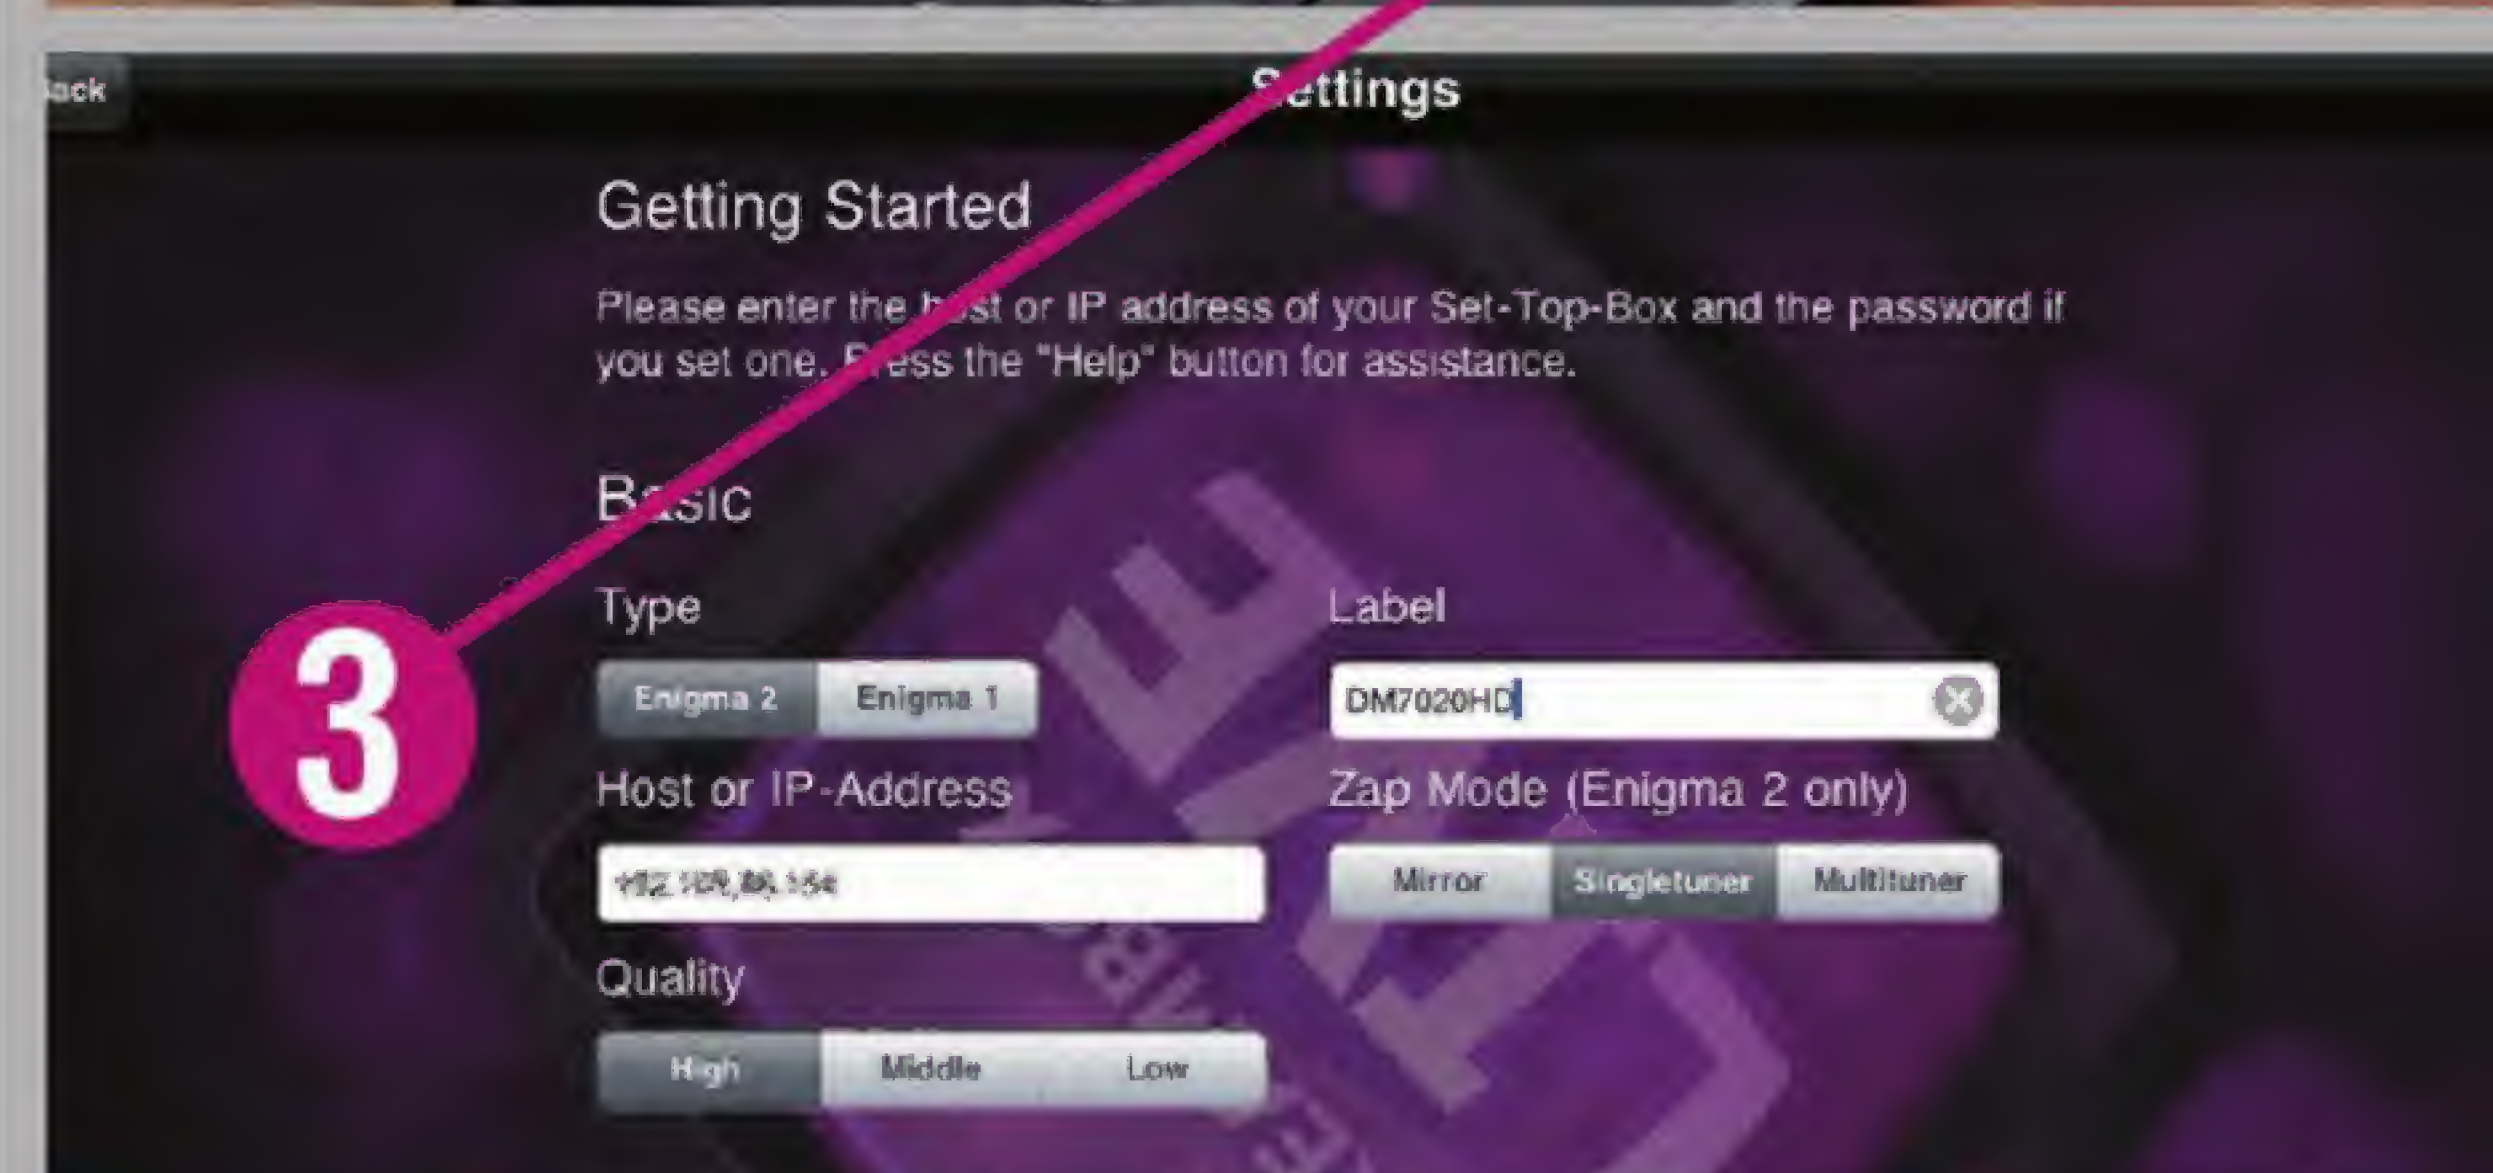 Settings
Getting Started
Please enter the host or IP address of your Set-Top-Box and the password if
you set one. Press the "Help" button for assistance.
Basic
Type
Label
Enigma 2
Enigma 1
DM7020HD
3
Host or IP-Address
Zap Mode (Enigma 2 only)
Mirror
Singletuner
Multituner
Quality
High
Middle
Low